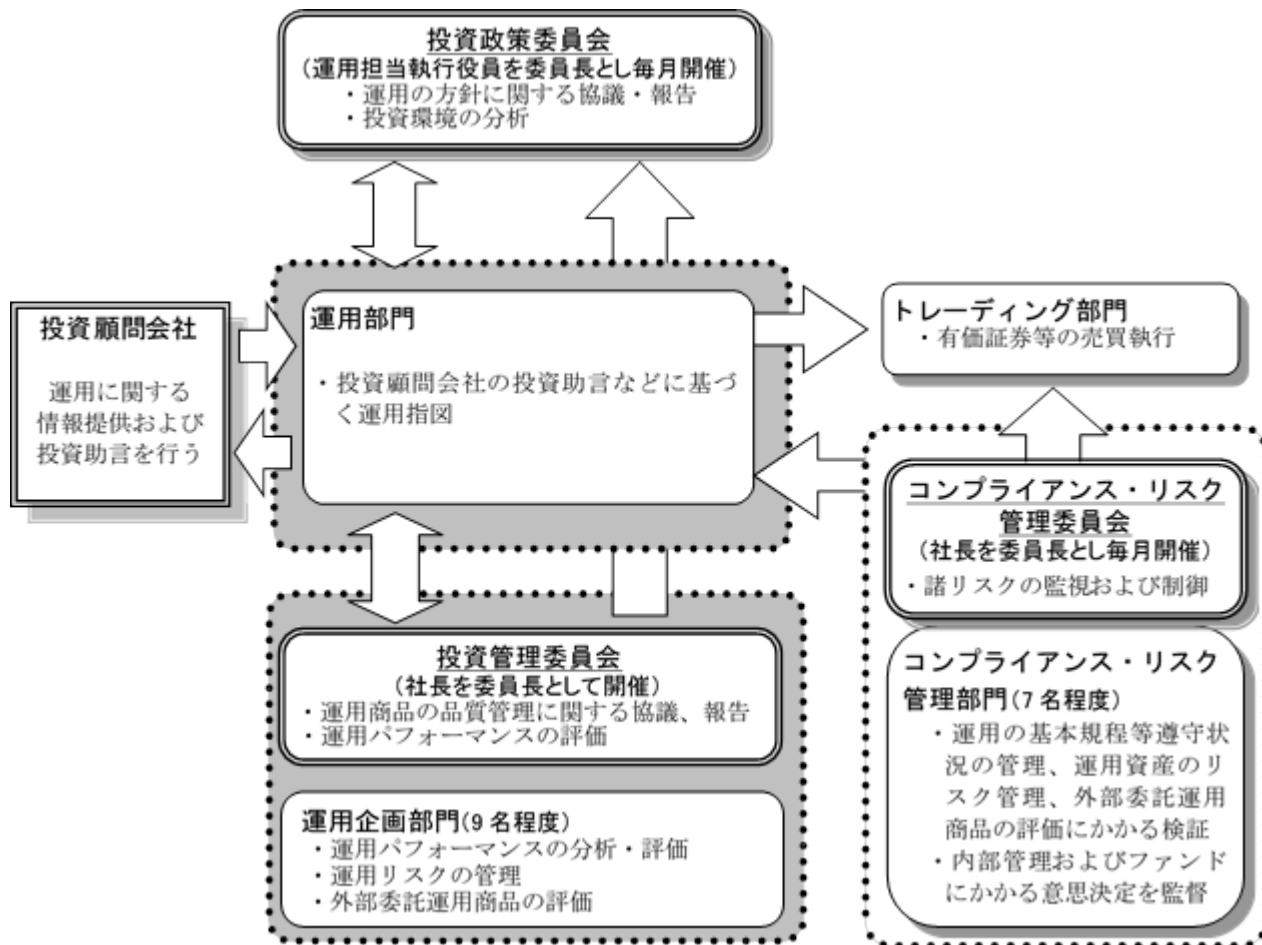 投資政策委員会
(運用担当執行役員を委員長とし毎月開催)
・運用の方針に関する協議・報告
・投資環境の分析
投資顧問会社
運用に関する
情報提供および
投資助言を行う
運用部門
・投資顧問会社の投資助言などに基づ
く運用指図
トレーディング部門
・有価証券等の売買執行
コンプライアンス・リスク
管理委員会
(社長を委員長とし毎月開催)
・諸リスクの監視および制御
コンプライアンス・リスク
管理部門(7名程度)
・運用の基本規程等遵守状
況の管理、運用資産のリ
スク管理、外部委託運用
商品の評価にかかる検証
・内部管理およびファンド
にかかる意思決定を監督
投資管理委員会
(社長を委員長として開催)
・運用商品の品質管理に関する協議、報告
・運用パフォーマンスの評価
運用企画部門(9名程度)
・運用パフォーマンスの分析・評価
・運用リスクの管理
・外部委託運用商品の評価